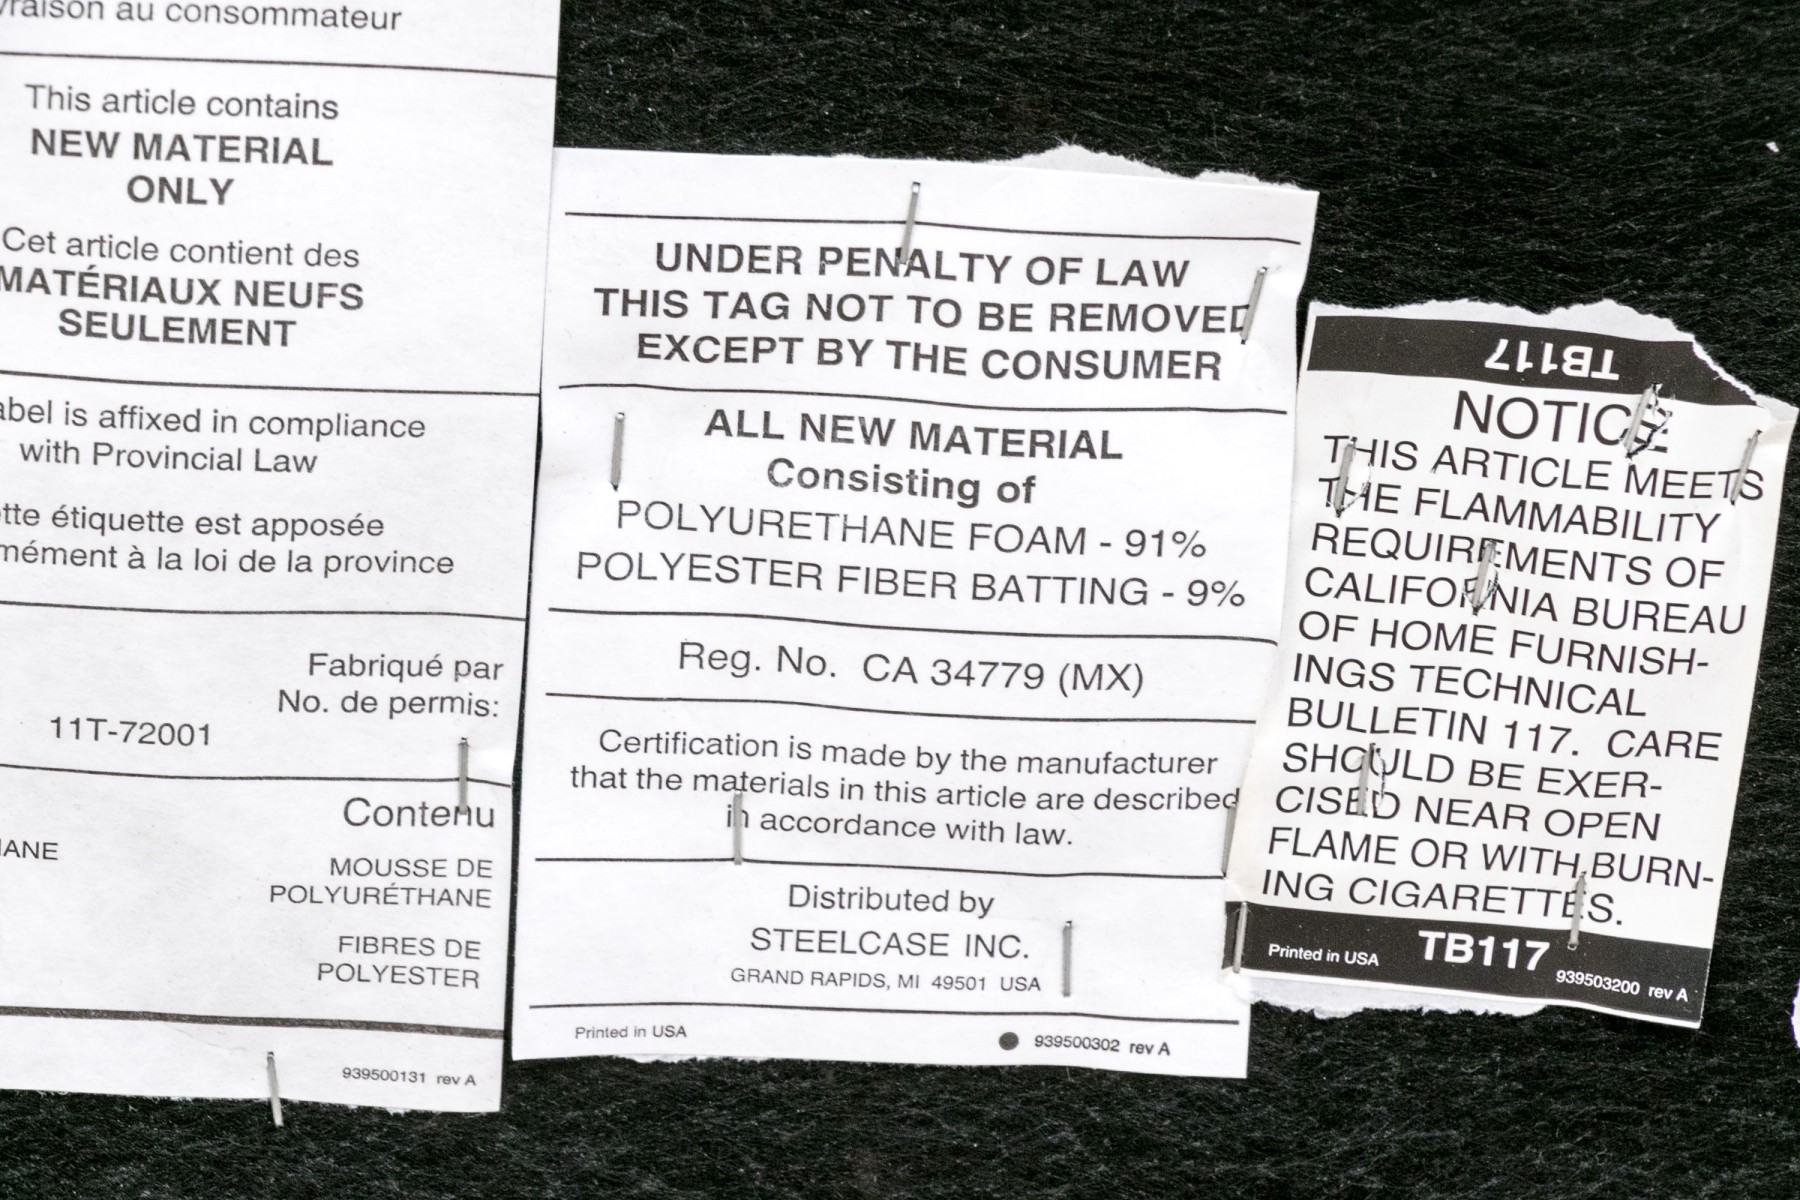 vraison au consommateur
This article contains
NEW MATERIAL
ONLY
Cet article contient des
MATÉRIAUX NEUFS
SEULEMENT
abel is affixed in compliance
with Provincial Law
tte étiquette est apposée
mément à la loi de la province
Fabriqué par
No. de permis:
11T-72001
Contenu
IANE
MOUSSE DE
POLYURÉTHANE
FIBRES DE
POLYESTER
939500131 rev A
UNDER PENALTY OF LAW
THIS TAG NOT TO BE REMOVED
EXCEPT BY THE CONSUMER
ALL NEW MATERIAL
Consisting of
POLYURETHANE FOAM - 91%
POLYESTER FIBER BATTING - 9%
Reg. No. CA 34779 (MX)
Certification is made by the manufacturer
that the materials in this article are described
in accordance with law.
Distributed by
STEELCASE INC.
GRAND RAPIDS, MI 49501 USA
Printed in USA
939500302 rev A
TB117
NOTICE
THIS ARTICLE MEETS
THE FLAMMABILITY
REQUIREMENTS OF
CALIFORNIA BUREAU
OF HOME FURNISH-
INGS TECHNICAL
BULLETIN 117. CARE
SHOULD BE EXER-
CISED NEAR OPEN
FLAME OR WITH BURN-
ING CIGARETTES.
Printed in USA TB117 939503200 rev A